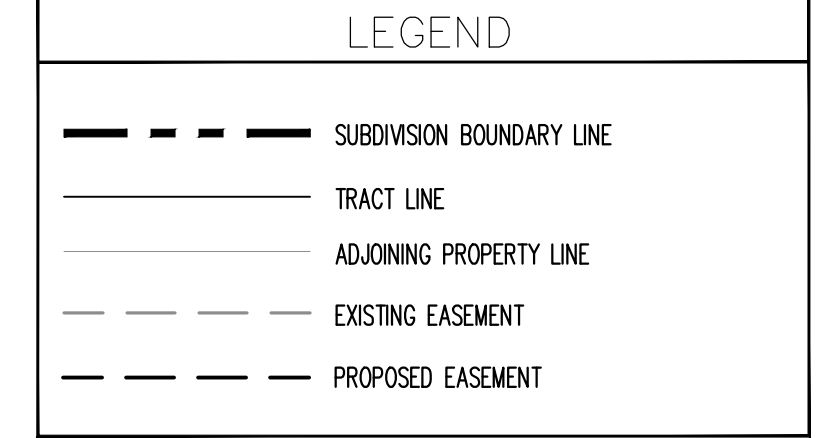 LEGEND
SUBDIVISION BOUNDARY LINE
TRACT LINE
ADJOINING PROPERTY LINE
EXISTING EASEMENT
PROPOSED EASEMENT